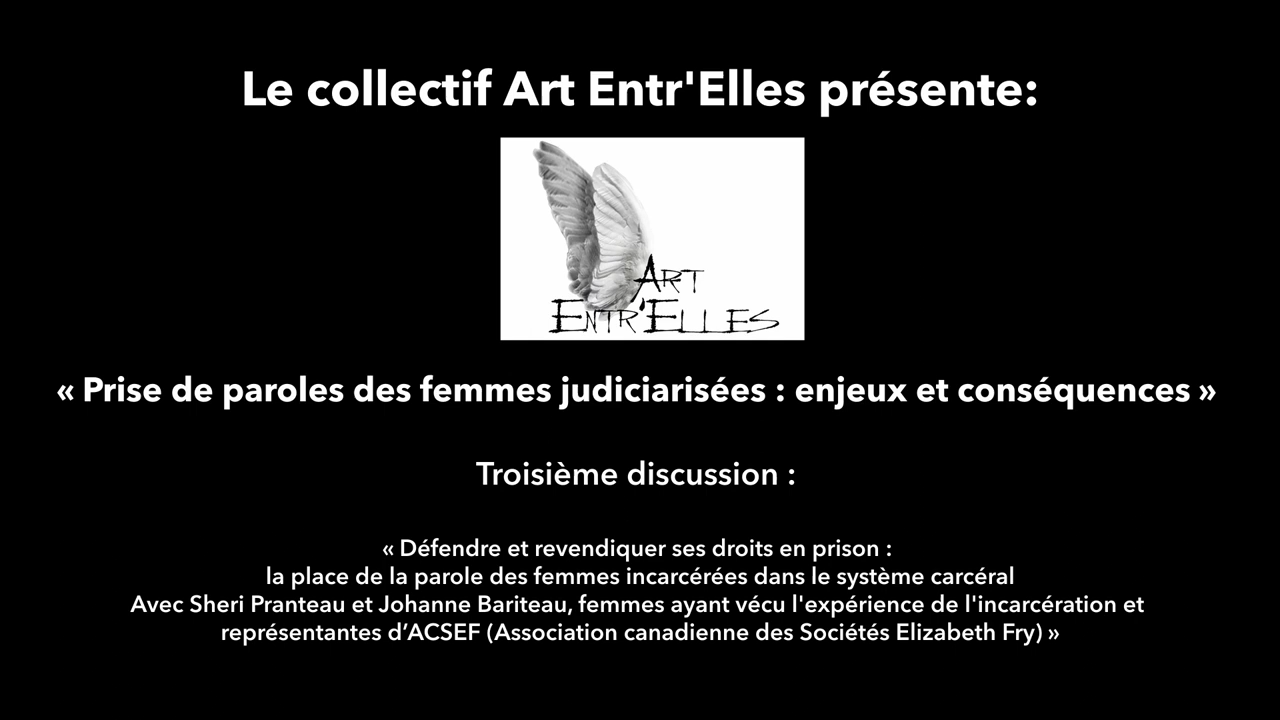 Le collectif Art Entr'Elles présente:
Art
Entr'Elles
« Prise de paroles des femmes judiciarisées : enjeux et conséquences »
Troisième discussion :
« Défendre et revendiquer ses droits en prison :
la place de la parole des femmes incarcérées dans le système carcéral
Avec Sheri Pranteau et Johanne Bariteau, femmes ayant vécu l'expérience de l'incarcération et
représentantes d’ACSEF (Association canadienne des Sociétés Elizabeth Fry) »